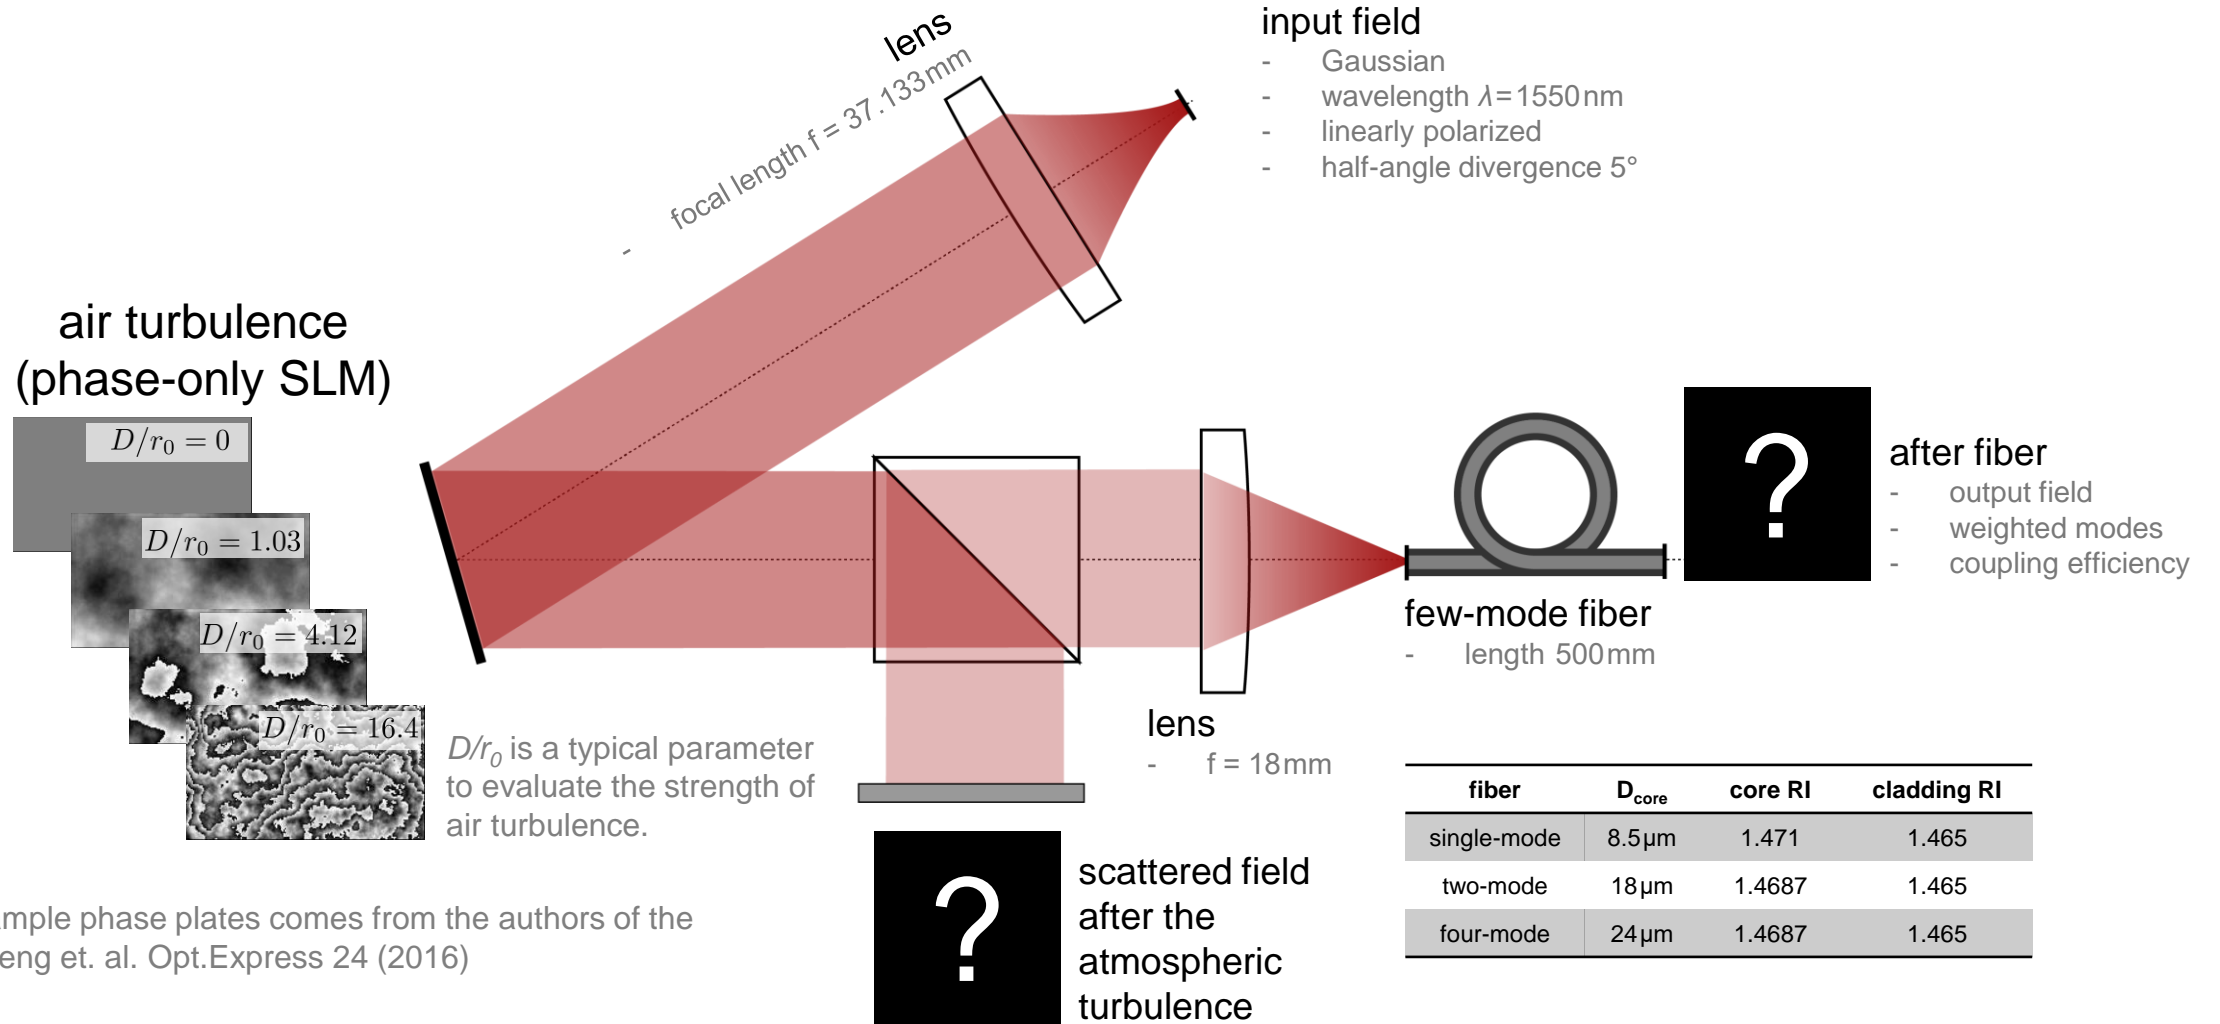 lens
- focal length f = 37.133mm
input field
- Gaussian
- wavelength λ=1550nm
- linearly polarized
- half-angle divergence 5°
air turbulence
(phase-only SLM)
D/r0 = 0
D/r0 = 1.03
D/r0 = 4.12
D/r0 = 16.4
D/r0 is a typical parameter
to evaluate the strength of
air turbulence.
?
after fiber
- output field
- weighted modes
- coupling efficiency
few-mode fiber
- length 500mm
lens
- f = 18mm
fiber Dcore core RI cladding RI
single-mode 8.5µm 1.471 1.465
two-mode 18µm 1.4687 1.465
four-mode 24µm 1.4687 1.465
?
scattered field
after the
atmospheric
turbulence
phase plates comes from the authors of the
et. al. Opt.Express 24 (2016)